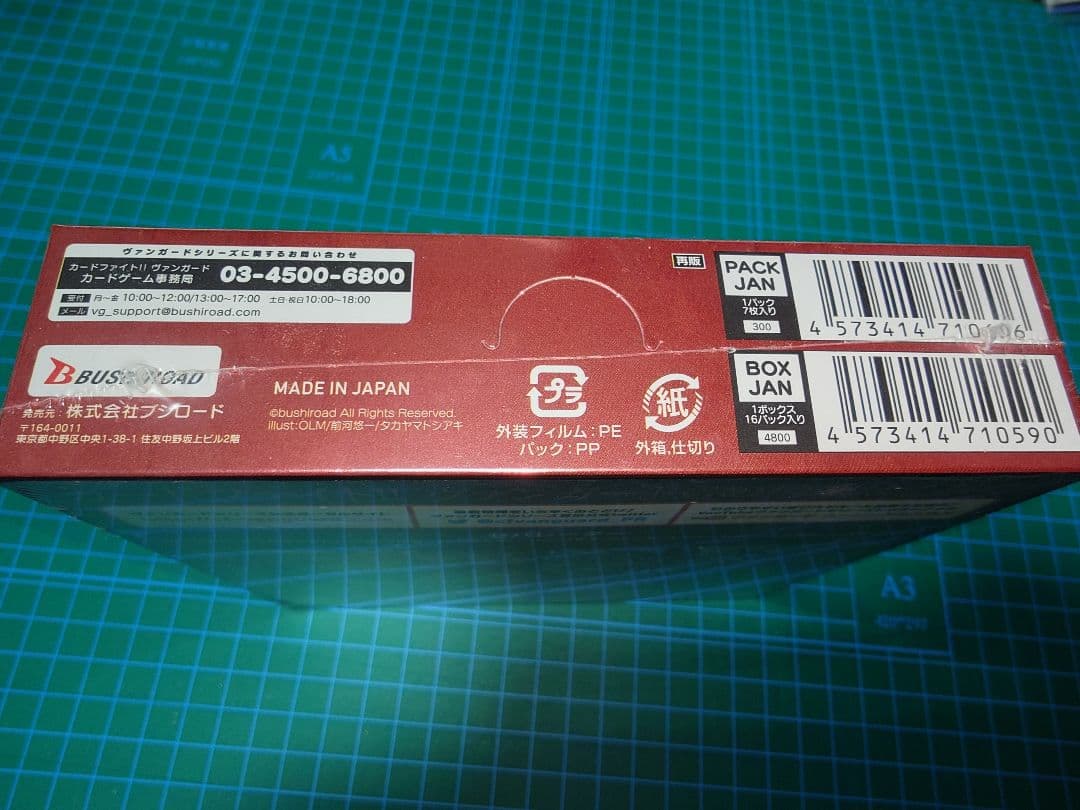 ヴァンガードシリーズに関するお問い合わせ
カードファイト!! ヴァンガード
カードゲーム事務局
03-4500-6800
受付 月~金 10:00~12:00/13:00~17:00 土日・祝日10:00~18:00
メール vg_support@bushiroad.com
BUSHIROAD
発売元:株式会社ブシロード
〒164-0011
東京都中野区中央1-38-1 住友中野坂上ビル2階
MADE IN JAPAN
©bushiroad All Rights Reserved.
illust:OLM/前河悠一/タカヤマトシアキ
プラ
外装フィルム:PE
パック:PP
紙
外箱,仕切り
再販
PACK
JAN
1パック
7枚入り
300
4 573414 710606
BOX
JAN
1ボックス
16パック入り
4800
4 573414 710590
A3
A3